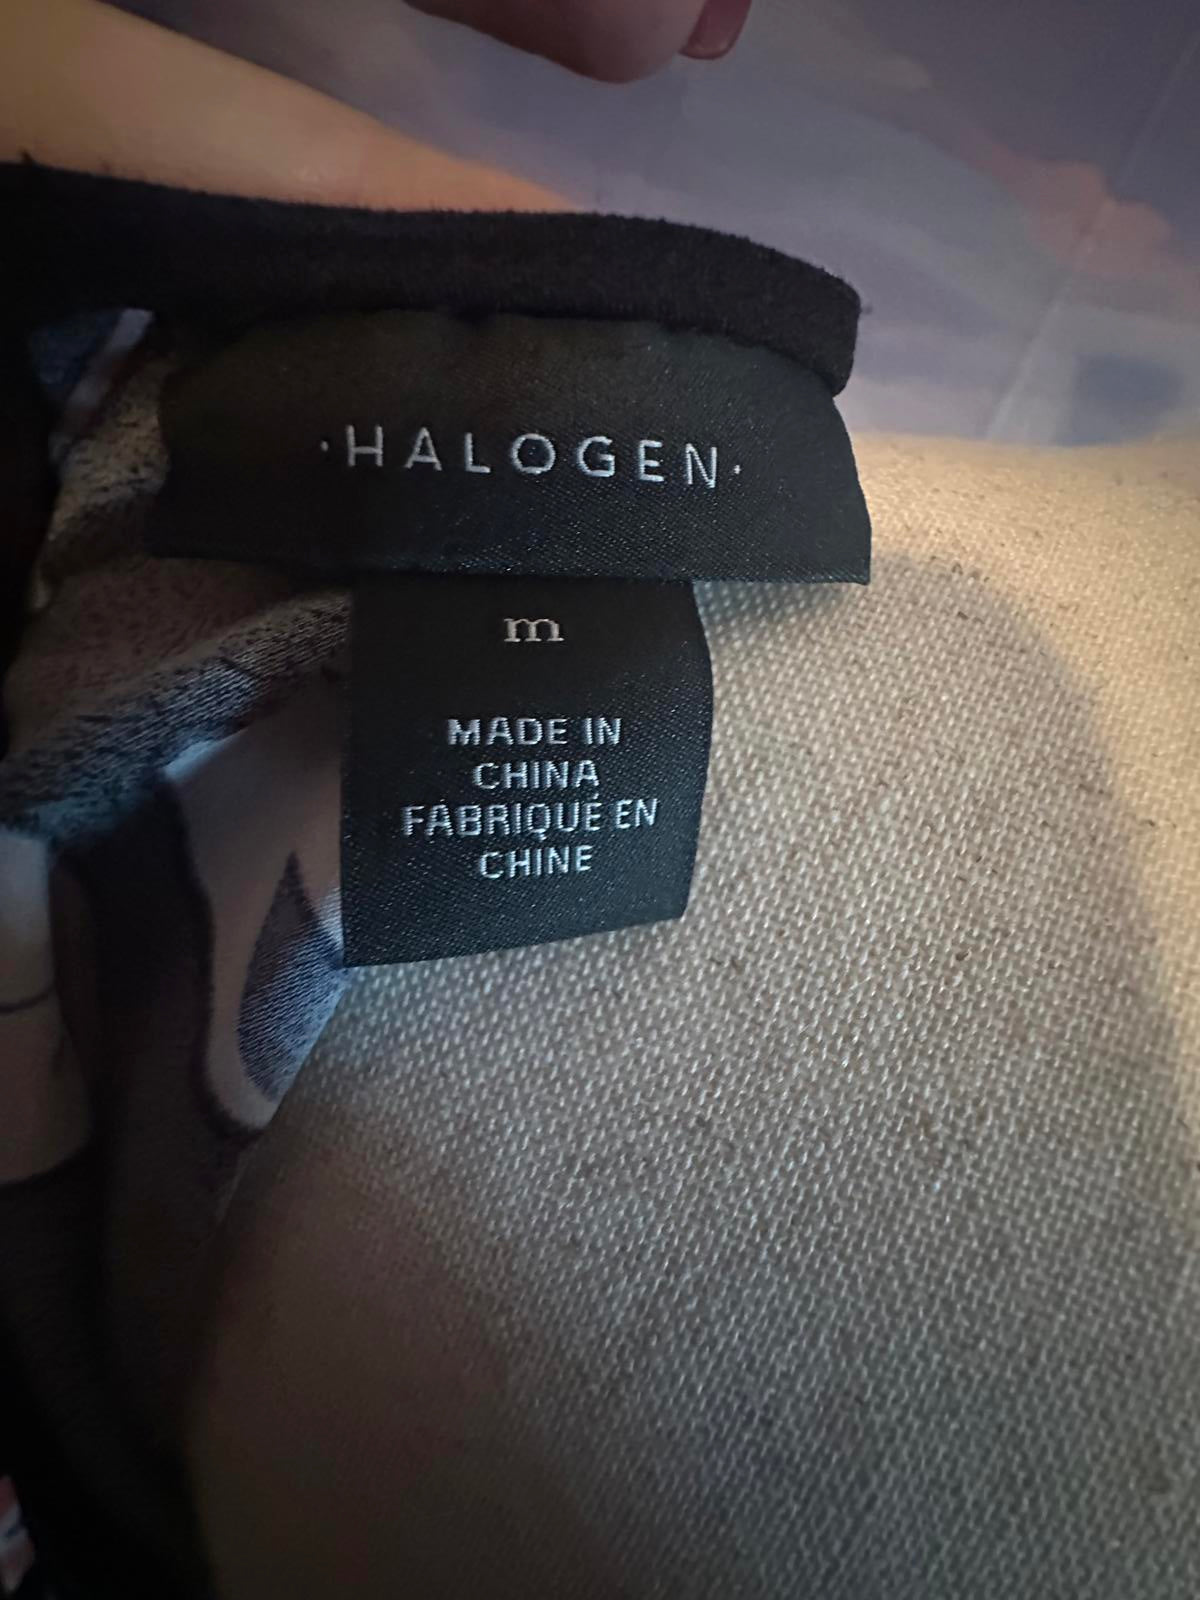 ·HALOGEN·
m
MADE IN
CHINA
FABRIQUÉ EN
CHINE